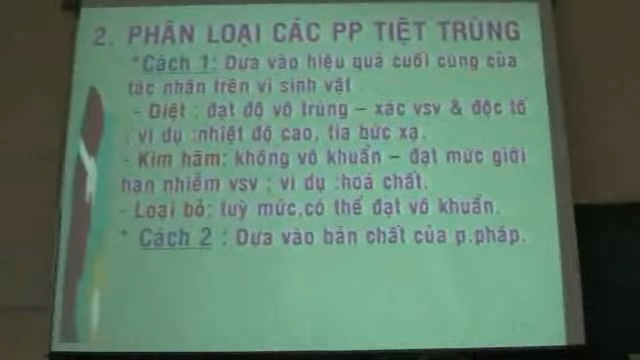 2. PHÂN LOẠI CÁC PP TIỆT TRÙNG
* Cách 1: Dựa vào hiệu quả cuối cùng của
tác nhân trên vi sinh vật
- Diệt : đạt độ vô trùng - xác vsv & độc tố
; ví dụ :nhiệt độ cao, tia bức xạ.
- Kìm hãm: không vô khuẩn - đạt mức giới
hạn nhiễm vsv ; ví dụ :hoá chất.
- Loại bỏ: tuỳ mức,có thể đạt vô khuẩn.
* Cách 2 : Dựa vào bản chất của p.pháp.